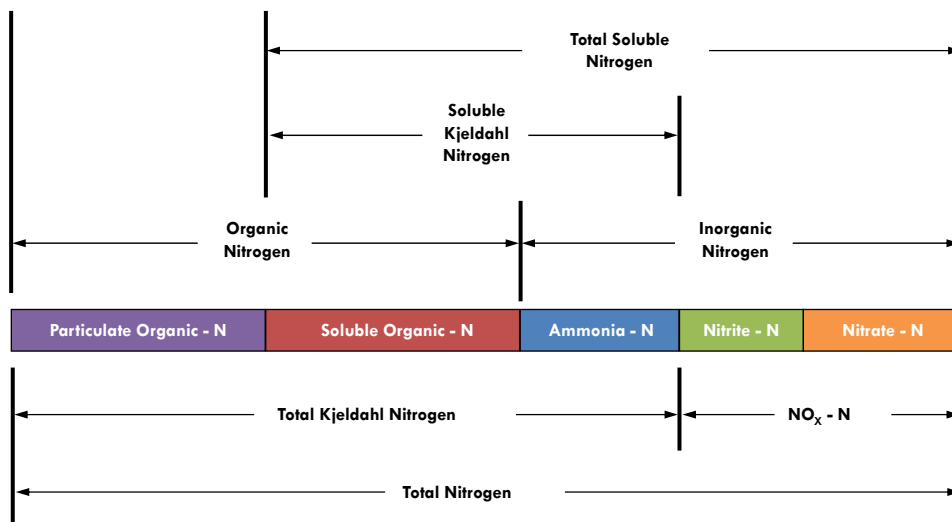 Total Soluble
Nitrogen
Soluble
Kjeldahl
Nitrogen
Organic
Nitrogen
Inorganic
Nitrogen
Particulate Organic - N
Soluble Organic - N
Ammonia - N
Nitrite - N
Nitrate - N
Total Kjeldahl Nitrogen
NOₓ - N
Total Nitrogen